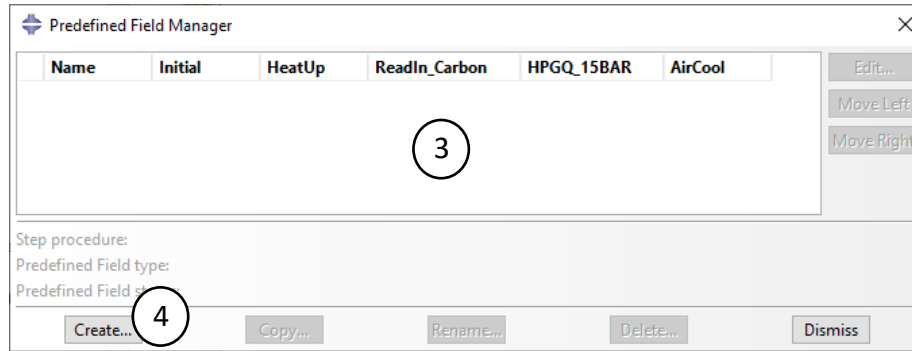 Predefined Field Manager
Name Initial HeatUp ReadIn_Carbon HPGQ_15BAR AirCool
Edit...
Move Left
Move Right
3
Step procedure:
Predefined Field type:
Predefined Field
4
Create... Copy... Rename... Delete... Dismiss